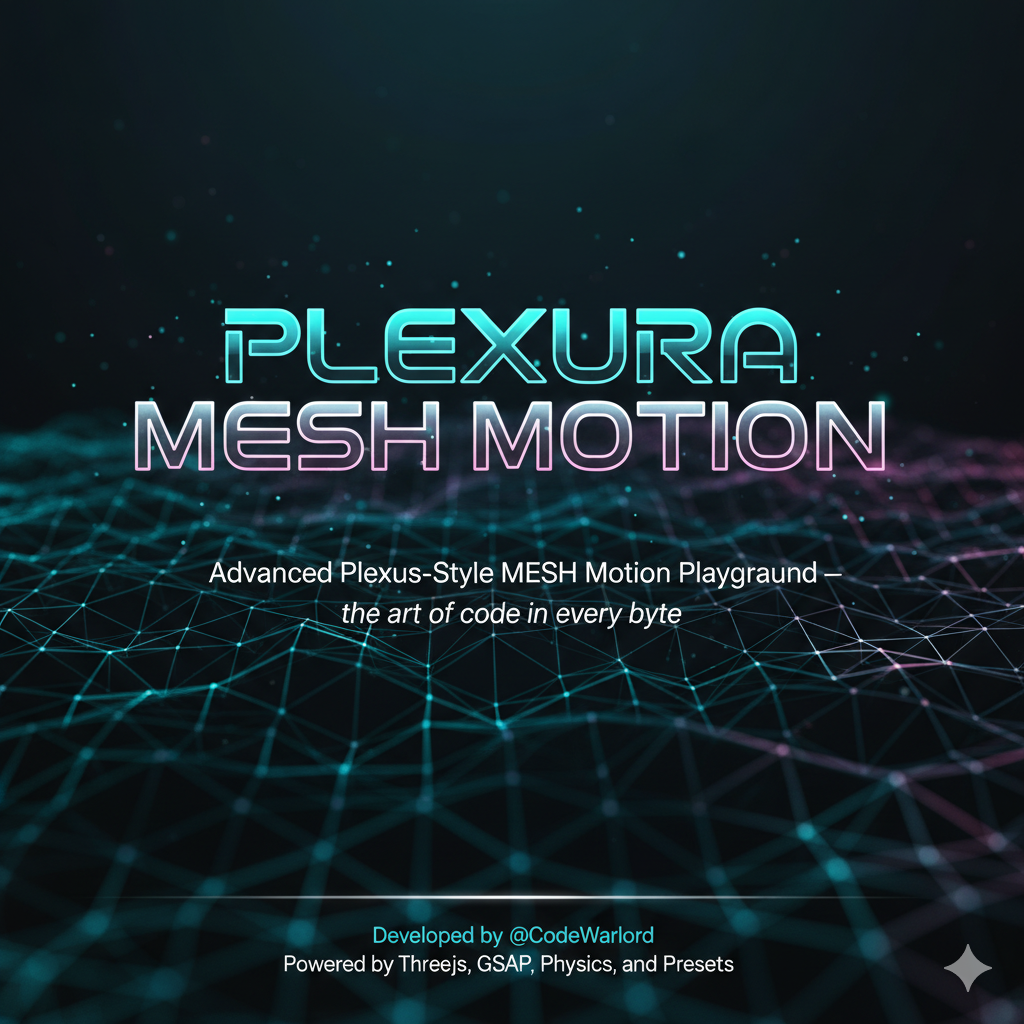 PLEXURA
MESH MOTION
Advanced Plexus-Style MESH Motion Playgraund –
the art of code in every byte
Developed by @CodeWarlord
Powered by Threejs, GSAP, Physics, and Presets